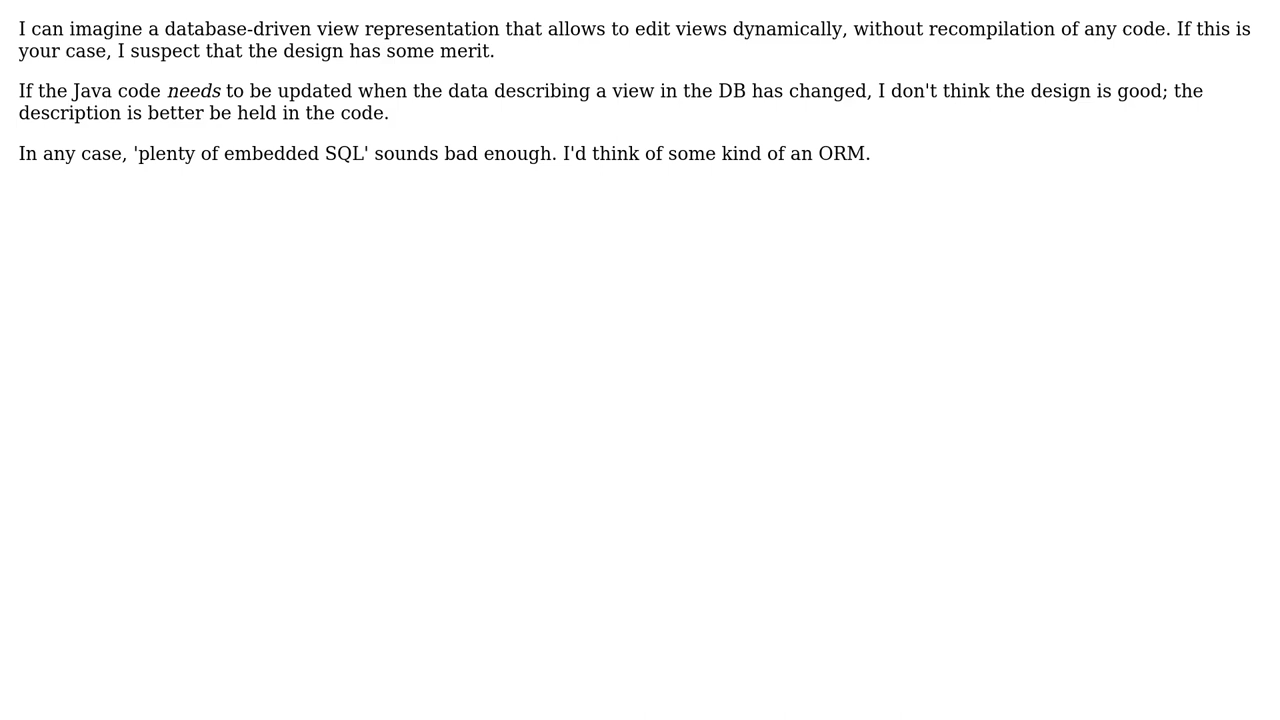 I can imagine a database-driven view representation that allows to edit views dynamically, without recompilation of any code. If this is
your case, I suspect that the design has some merit.
If the Java code needs to be updated when the data describing a view in the DB has changed, I don't think the design is good; the
description is better be held in the code.
In any case, 'plenty of embedded SQL' sounds bad enough. I'd think of some kind of an ORM.